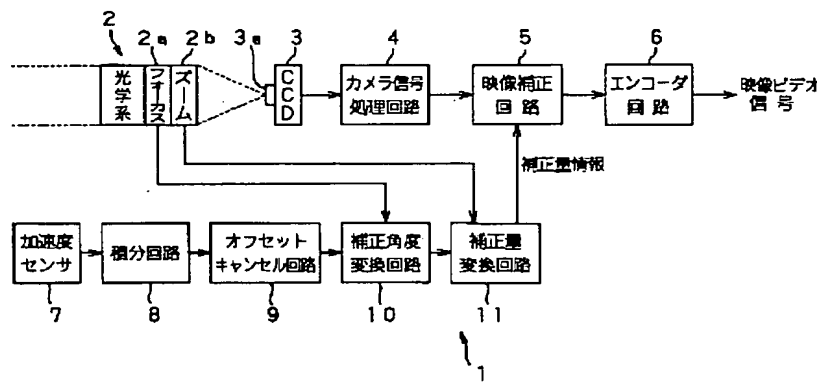 2
2a
2b
3a
3
4
5
6
光学系
フォーカス
ズーム
CCD
カメラ信号
処理回路
映像補正
回路
エンコーダ
回路
映像ビデオ
信号
補正量情報
加速度
センサ
積分回路
オフセット
キャンセル回路
補正角度
変換回路
補正量
変換回路
7
8
9
10
11
1